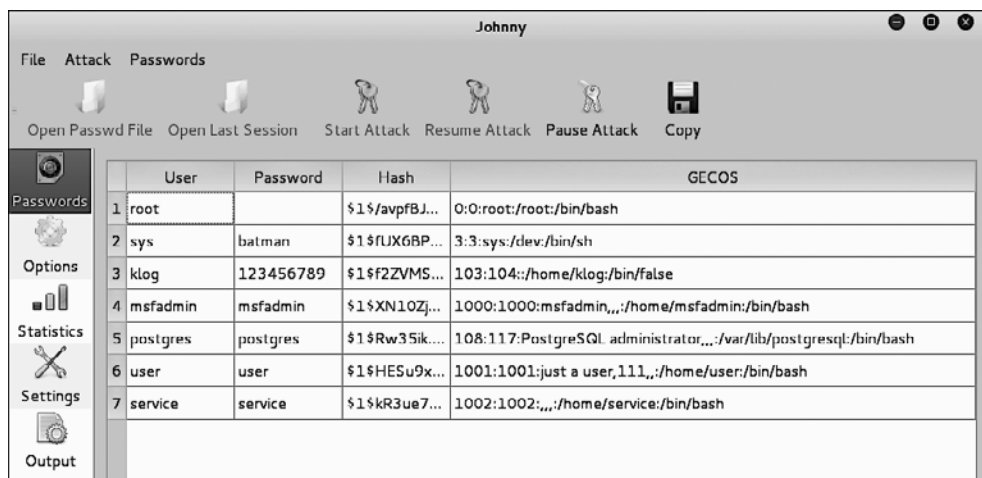 Johnny
File Attack Passwords
Open Passwd File Open Last Session Start Attack Resume Attack Pause Attack Copy
Passwords
Options
Statistics
Settings
Output
User Password Hash GECOS
1 root $1$/avpfBJ... 0:0:root:/root:/bin/bash
2 sys batman $1$fUX6BP... 3:3:sys:/dev:/bin/sh
3 klog 123456789 $1$f2ZVMS... 103:104::/home/klog:/bin/false
4 msfadmin msfadmin $1$XN10Zj... 1000:1000:msfadmin,,,:/home/msfadmin:/bin/bash
5 postgres postgres $1$Rw35ik.... 108:117:PostgreSQL administrator,,,:/var/lib/postgresql:/bin/bash
6 user user $1$HESu9x... 1001:1001:just a user,111,,:/home/user:/bin/bash
7 service service $1$kR3ue7... 1002:1002:,,,:/home/service:/bin/bash